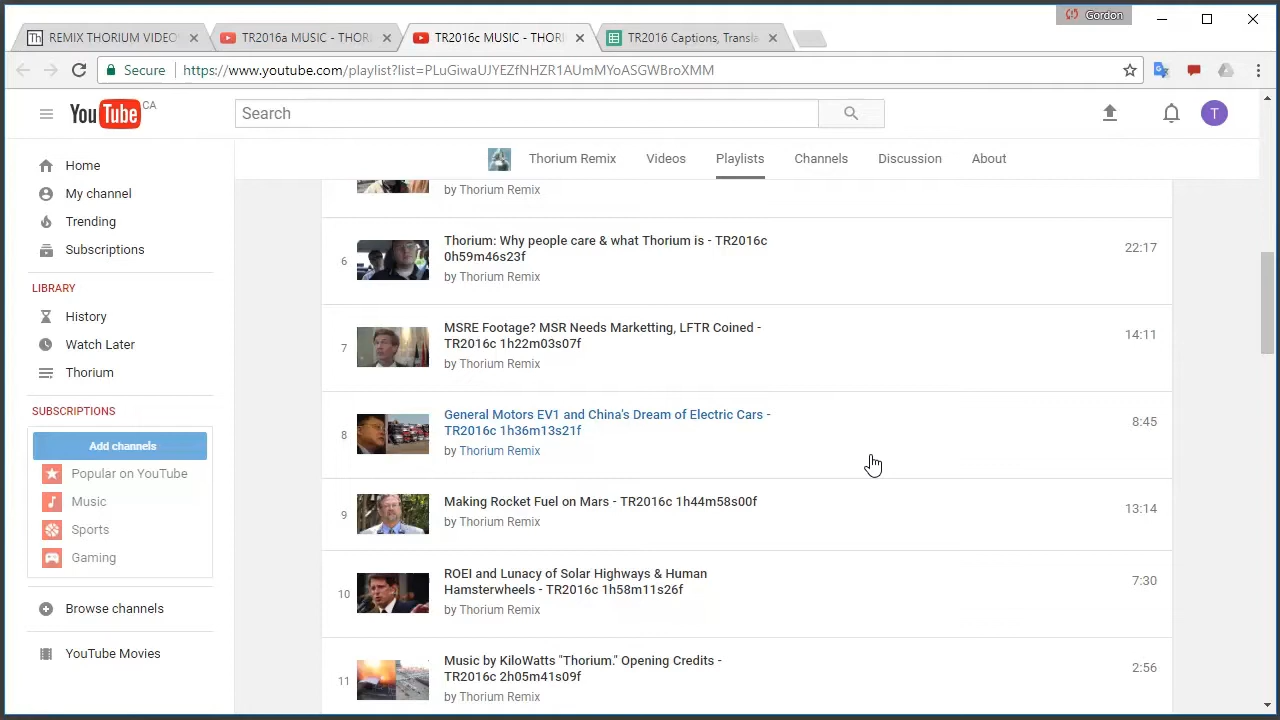 Gordon
REMIX THORIUM VIDEO
TR2016a MUSIC - THOR
TR2016c MUSIC - THOR
TR2016 Captions, Transla
Secure
https://www.youtube.com/playlist?list=PLuGiwaUJYEZfNHZR1AUmMYoASGWBroXMM
YouTube CA
Search
T
Thorium Remix
Videos
Playlists
Channels
Discussion
About
Home
My channel
Trending
Subscriptions
LIBRARY
History
Watch Later
Thorium
SUBSCRIPTIONS
Add channels
Popular on YouTube
Music
Sports
Gaming
Browse channels
YouTube Movies
by Thorium Remix
6
Thorium: Why people care & what Thorium is - TR2016c
0h59m46s23f
by Thorium Remix
22:17
7
MSRE Footage? MSR Needs Marketting, LFTR Coined -
TR2016c 1h22m03s07f
by Thorium Remix
14:11
8
General Motors EV1 and China's Dream of Electric Cars -
TR2016c 1h36m13s21f
by Thorium Remix
8:45
9
Making Rocket Fuel on Mars - TR2016c 1h44m58s00f
by Thorium Remix
13:14
10
ROEI and Lunacy of Solar Highways & Human
Hamsterwheels - TR2016c 1h58m11s26f
by Thorium Remix
7:30
11
Music by KiloWatts "Thorium." Opening Credits -
TR2016c 2h05m41s09f
by Thorium Remix
2:56